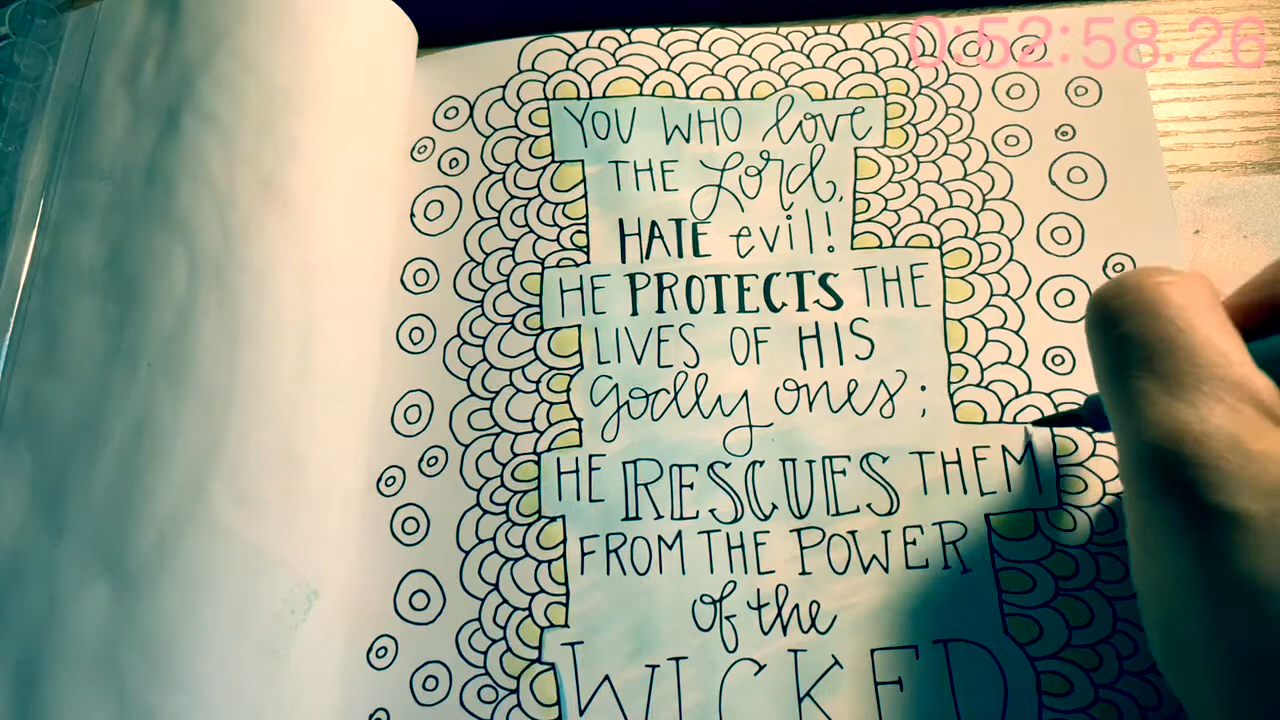 0:52:58.26
YOU WHO love
THE Lord,
HATE evil!
HE PROTECTS THE
LIVES OF HIS
godly ones;
HE RESCUES THEM
FROM THE POWER
of the
WICKED